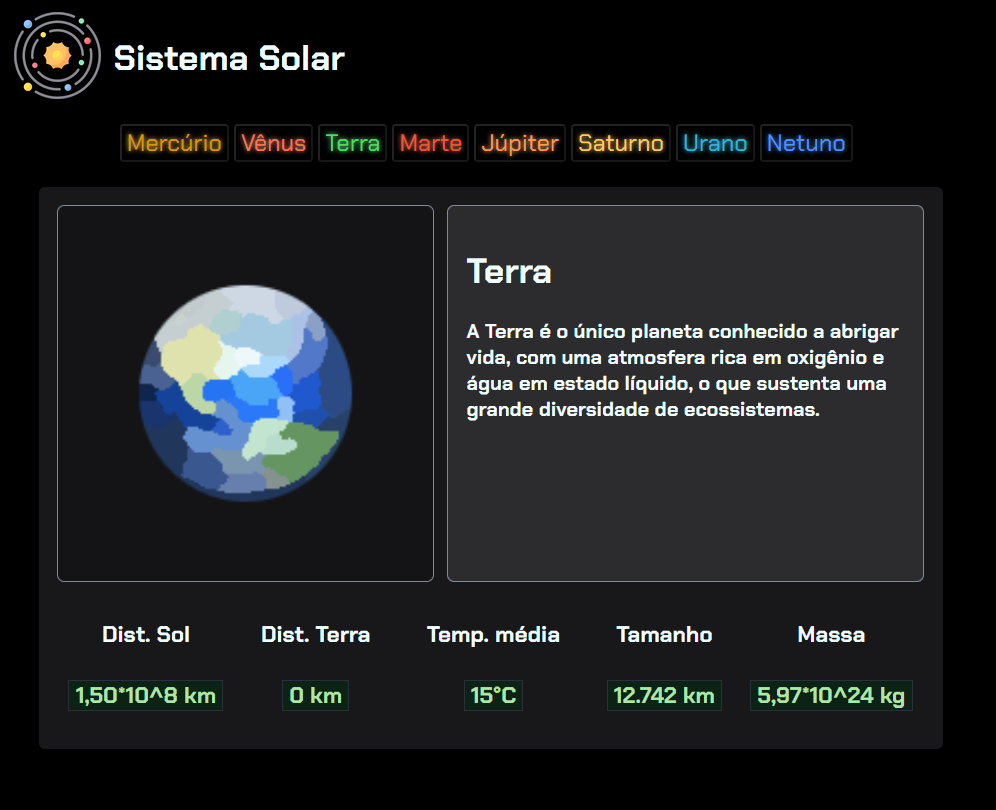 Sistema Solar
Mercúrio Vênus Terra Marte Júpiter Saturno Urano Netuno
Terra
A Terra é o único planeta conhecido a abrigar
vida, com uma atmosfera rica em oxigênio e
água em estado líquido, o que sustenta uma
grande diversidade de ecossistemas.
Dist. Sol Dist. Terra Temp. média Tamanho Massa
1,50*10^8 km 0 km 15°C 12.742 km 5,97*10^24 kg